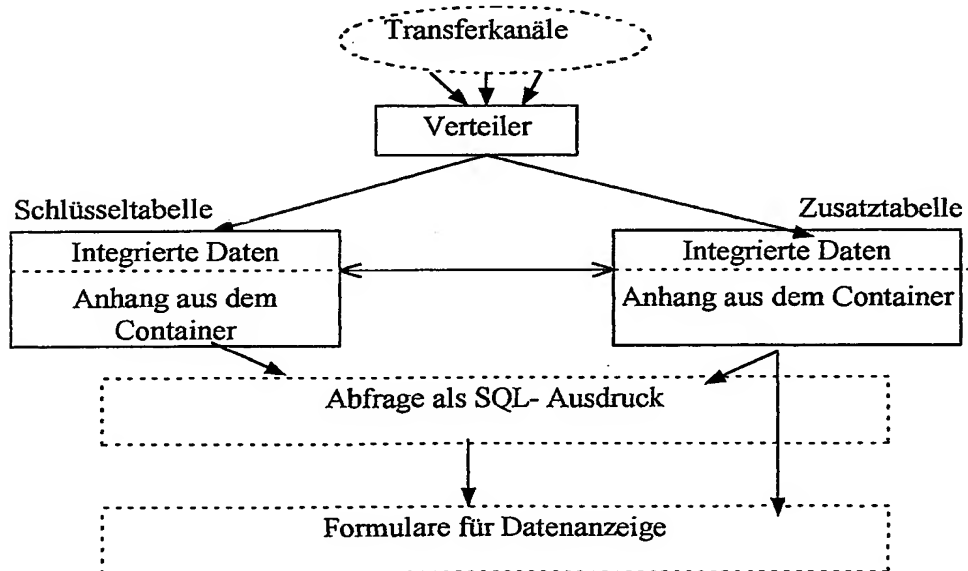 Transferkanäle
Verteiler
Schlüsseltabelle
Zusatztabelle
Integrierte Daten
Anhang aus dem
Container
Integrierte Daten
Anhang aus dem Container
Abfrage als SQL- Ausdruck
Formulare für Datenanzeige